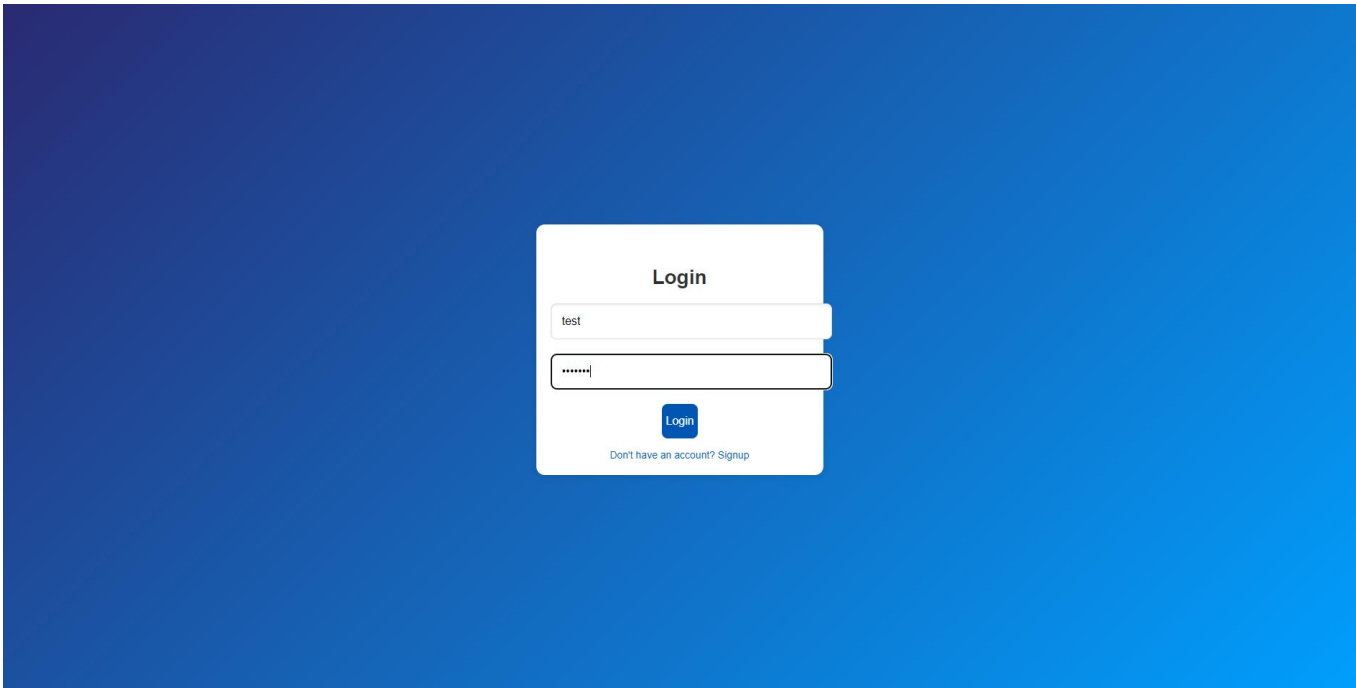 Login
test
•••••••
Login
Don't have an account? Signup